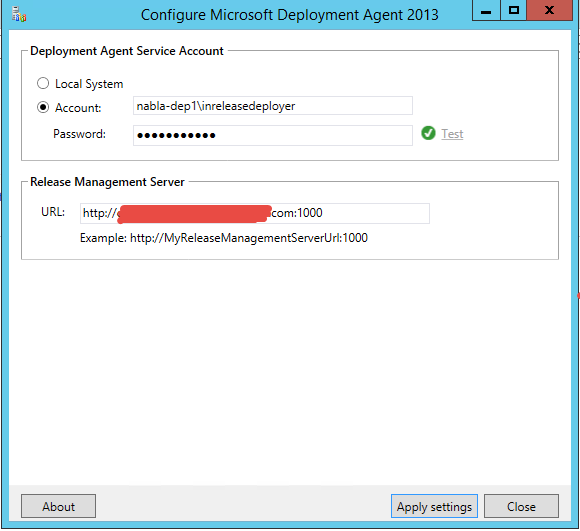 Configure Microsoft Deployment Agent 2013
Deployment Agent Service Account
Local System
Account: nabla-dep1\inreleasedeployer
Password: ●●●●●●●●●●● Test
Release Management Server
URL: http:// com:1000
Example: http://MyReleaseManagementServerUrl:1000
About Apply settings Close